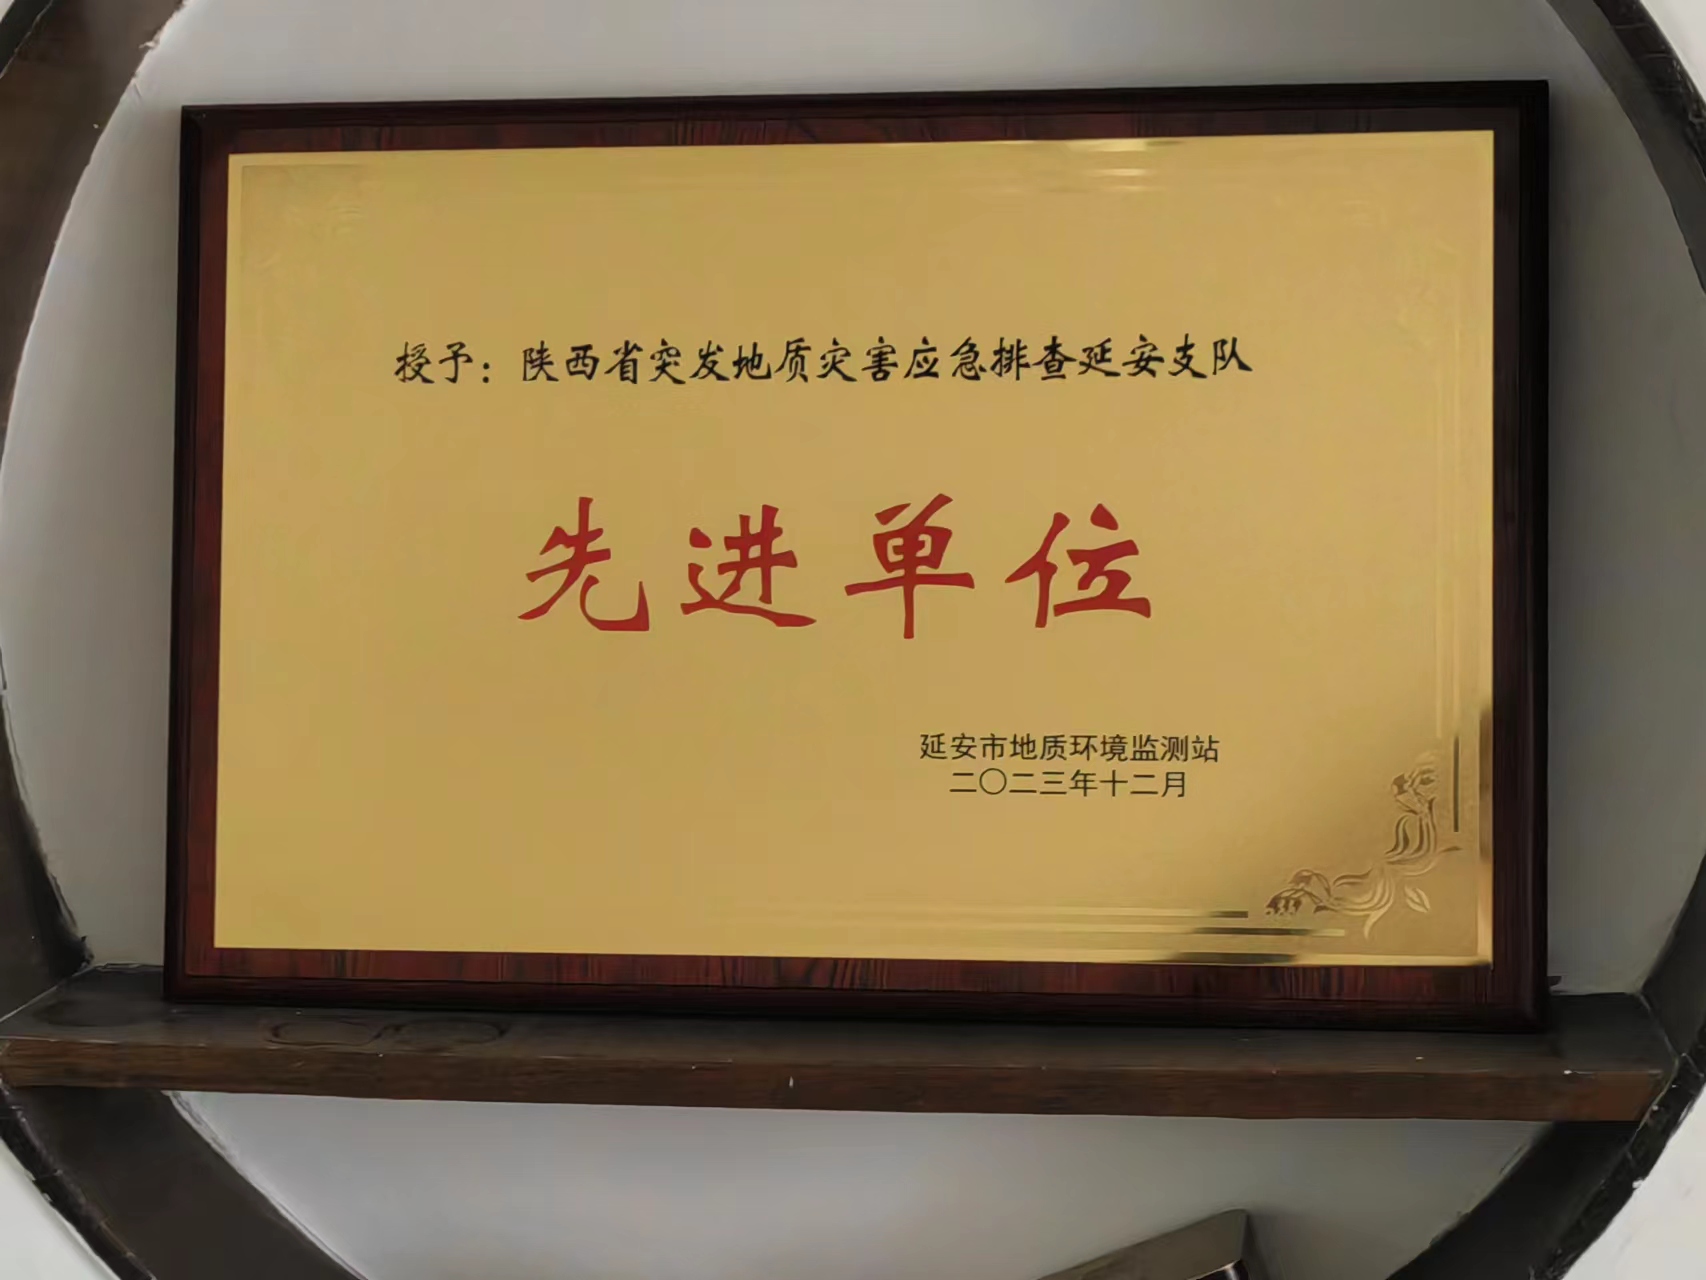 授予：陕西省突发地质灾害应急排查延安支队
先进单位
延安市地质环境监测站
二〇二三年十二月